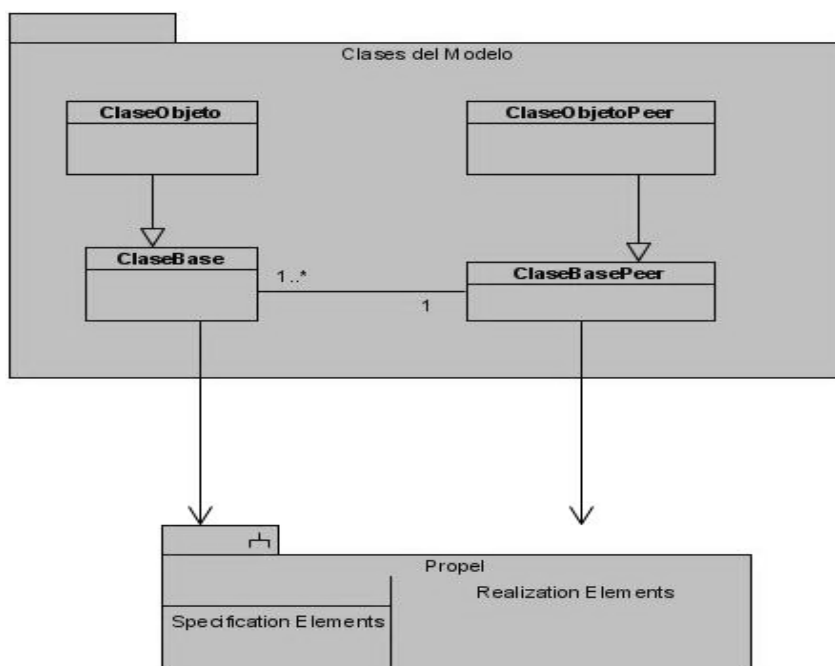 Clases del Modelo
ClaseObjeto
ClaseObjetoPeer
ClaseBase
ClaseBasePeer
1..*
1
Propel
Realization Elements
Specification Elements